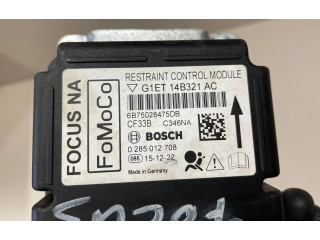 FOCUS NA
FoMoCo
RESTRAINT CONTROL MODULE
G1ET 14B321 AC
6B75028475DB
CF33B C346NA
BOSCH
0 285 012 708
085 15-12-22
Made in Germany